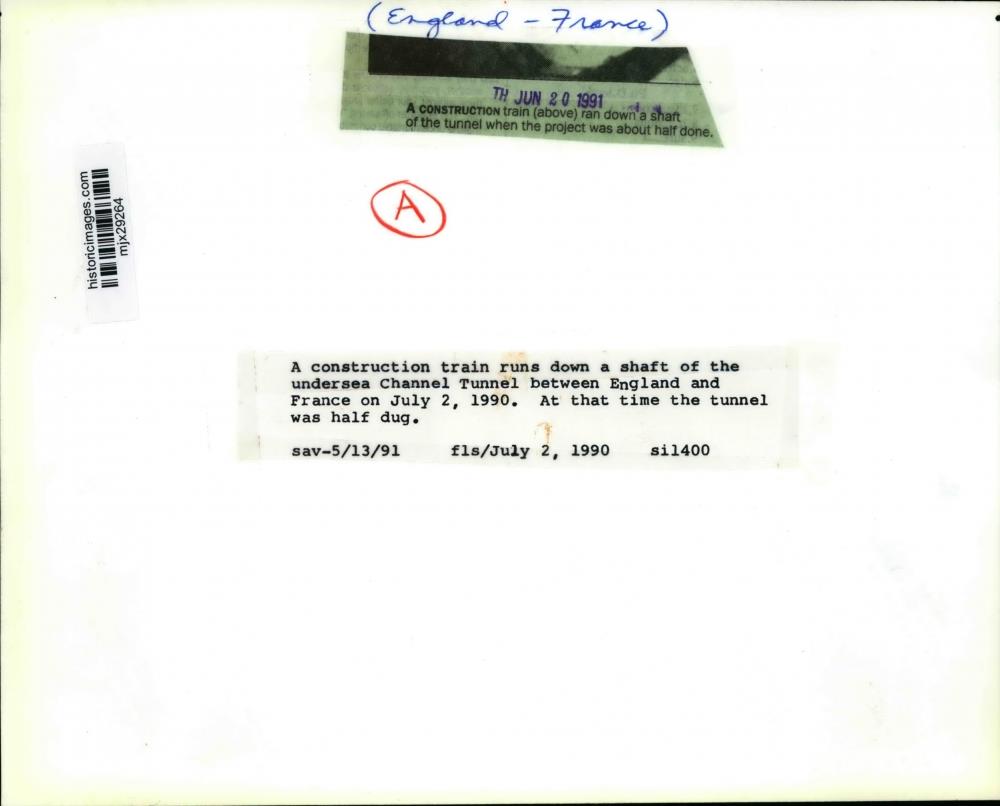 (England - France)
TH JUN 20 1991
A CONSTRUCTION train (above) ran down a shaft
of the tunnel when the project was about half done.
A
historicimages.com
mjx29264
A construction train runs down a shaft of the
undersea Channel Tunnel between England and
France on July 2, 1990. At that time the tunnel
was half dug.
sav-5/13/91 fls/July 2, 1990 sil400